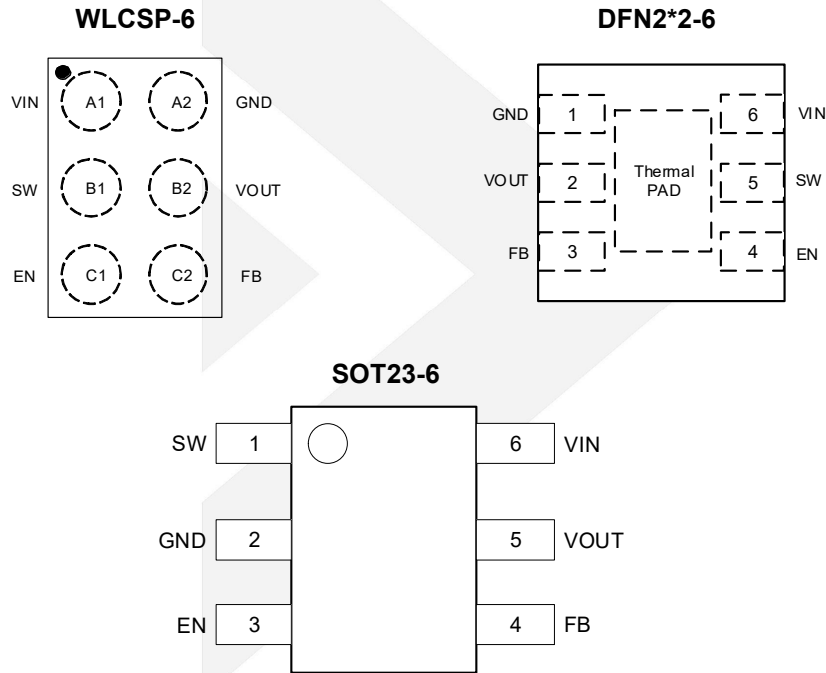 WLCSP-6
VIN A1 A2 GND
SW B1 B2 VOUT
EN C1 C2 FB
DFN2*2-6
GND 1 6 VIN
VOUT 2 Thermal PAD 5 SW
FB 3 4 EN
SOT23-6
SW 1 6 VIN
GND 2 5 VOUT
EN 3 4 FB